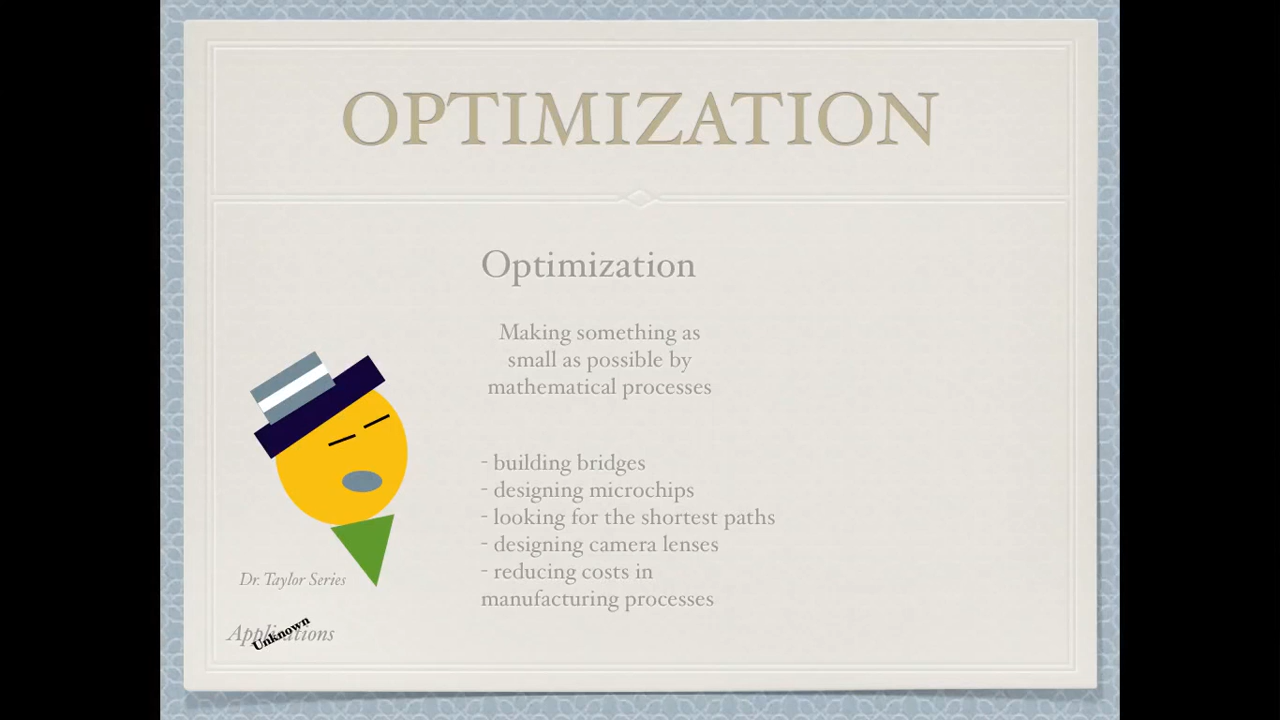 OPTIMIZATION
Optimization
Making something as
small as possible by
mathematical processes
- building bridges
- designing microchips
- looking for the shortest paths
- designing camera lenses
- reducing costs in
manufacturing processes
Dr. Taylor Series
Applications
Unknown